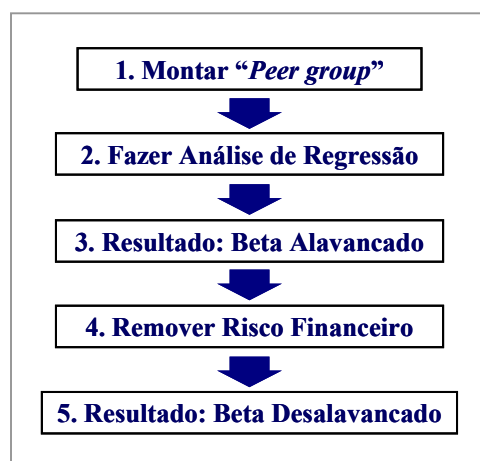 1. Montar “Peer group”
2. Fazer Análise de Regressão
3. Resultado: Beta Alavancado
4. Remover Risco Financeiro
5. Resultado: Beta Desalavancado